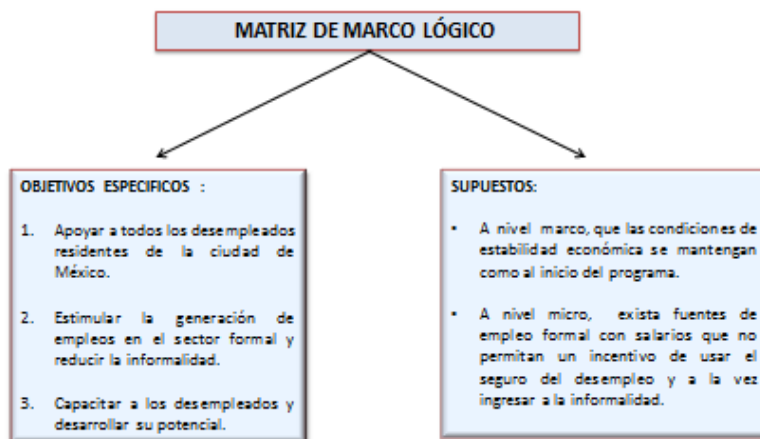 MATRIZ DE MARCO LÓGICO
OBJETIVOS ESPECIFICOS :
1. Apoyar a todos los desempleados
residentes de la ciudad de
México.
2. Estimular la generación de
empleos en el sector formal y
reducir la informalidad.
3. Capacitar a los desempleados y
desarrollar su potencial.
SUPUESTOS:
▪ A nivel marco, que las condiciones de
estabilidad económica se mantengan
como al inicio del programa.
▪ A nivel micro, exista fuentes de
empleo formal con salarios que no
permitan un incentivo de usar el
seguro del desempleo y a la vez
ingresar a la informalidad.